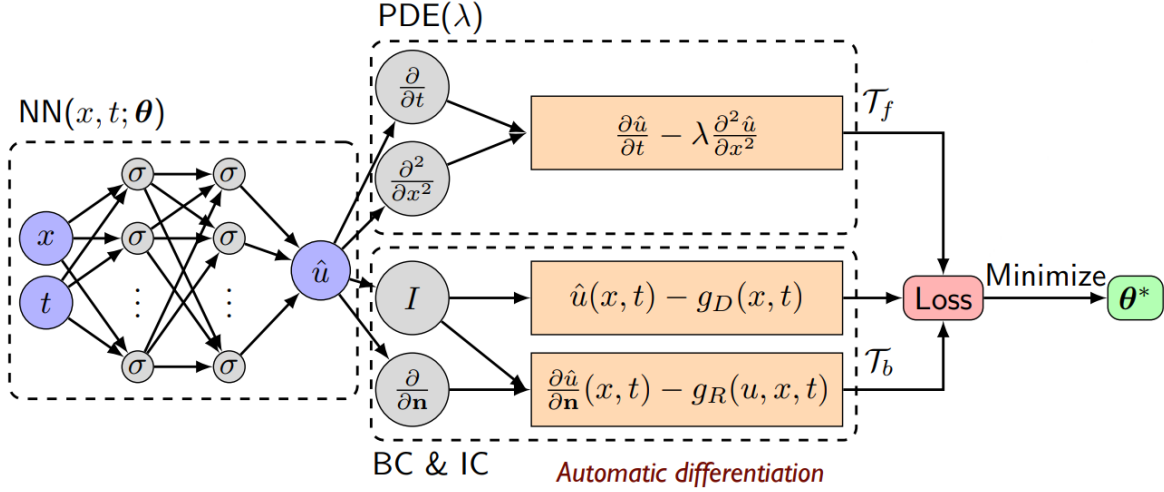 PDE(λ)
NN(x, t; θ)
∂/∂t
∂²/∂x²
∂û/∂t − λ ∂²û/∂x²
𝒯_f
σ σ
x σ σ
t ⋮ ⋮
σ σ
û
I
û(x, t) − g_D(x, t)
Loss
Minimize
θ*
∂/∂n
∂û/∂n (x, t) − g_R(u, x, t)
𝒯_b
BC & IC
Automatic differentiation